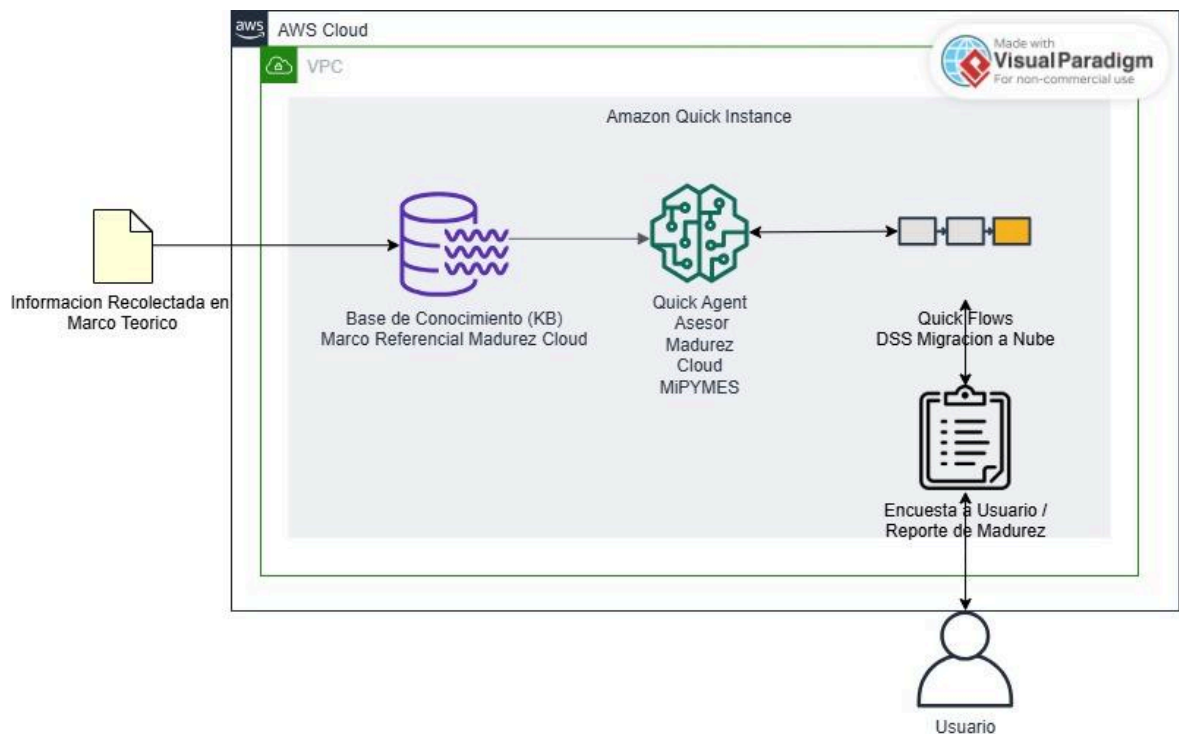 aws
AWS Cloud
VPC
Made with
Visual Paradigm
For non-commercial use
Amazon Quick Instance
Informacion Recolectada en
Marco Teorico
Base de Conocimiento (KB)
Marco Referencial Madurez Cloud
Quick Agent
Asesor
Madurez
Cloud
MiPYMES
Quick Flows
DSS Migracion a Nube
Encuesta a Usuario /
Reporte de Madurez
Usuario